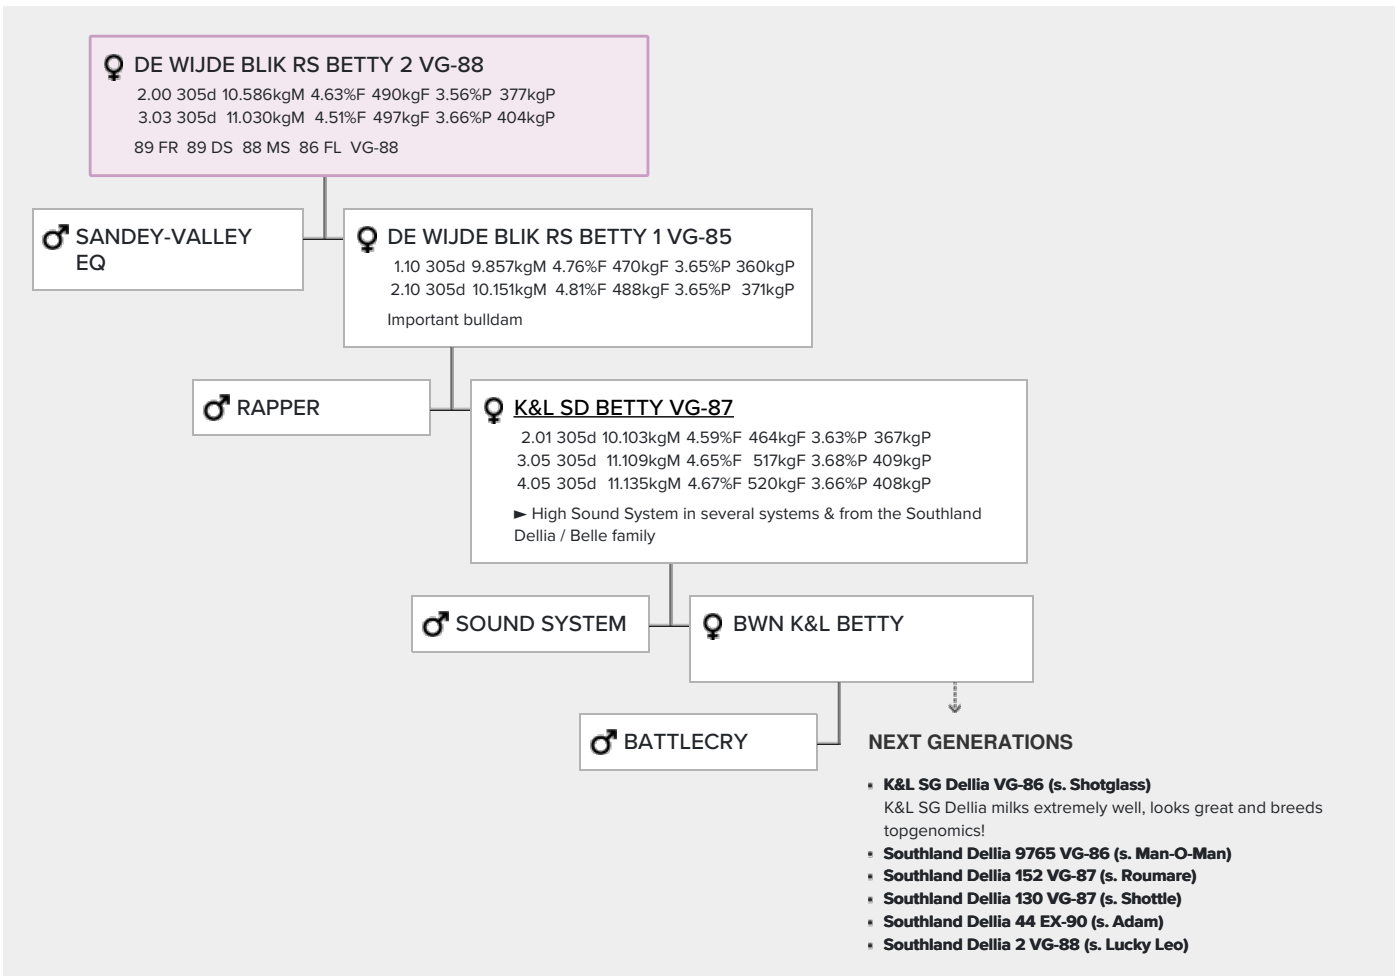 DE WIJDE BLIK RS BETTY 2 VG-88
2.00 305d 10.586kgM 4.63%F 490kgF 3.56%P 377kgP
3.03 305d 11.030kgM 4.51%F 497kgF 3.66%P 404kgP
89 FR 89 DS 88 MS 86 FL VG-88
SANDEY-VALLEY
EQ
DE WIJDE BLIK RS BETTY 1 VG-85
1.10 305d 9.857kgM 4.76%F 470kgF 3.65%P 360kgP
2.10 305d 10.151kgM 4.81%F 488kgF 3.65%P 371kgP
Important bulldam
RAPPER
K&L SD BETTY VG-87
2.01 305d 10.103kgM 4.59%F 464kgF 3.63%P 367kgP
3.05 305d 11.109kgM 4.65%F 517kgF 3.68%P 409kgP
4.05 305d 11.135kgM 4.67%F 520kgF 3.66%P 408kgP
► High Sound System in several systems & from the Southland
Dellia / Belle family
SOUND SYSTEM
BWN K&L BETTY
BATTLECRY
NEXT GENERATIONS
▪ K&L SG Dellia VG-86 (s. Shotglass)
K&L SG Dellia milks extremely well, looks great and breeds
topgenomics!
▪ Southland Dellia 9765 VG-86 (s. Man-O-Man)
▪ Southland Dellia 152 VG-87 (s. Roumare)
▪ Southland Dellia 130 VG-87 (s. Shottle)
▪ Southland Dellia 44 EX-90 (s. Adam)
▪ Southland Dellia 2 VG-88 (s. Lucky Leo)